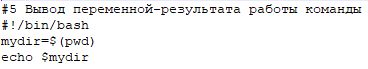 #5 Вывод переменной-результата работы команды
#!/bin/bash
mydir=$(pwd)
echo $mydir